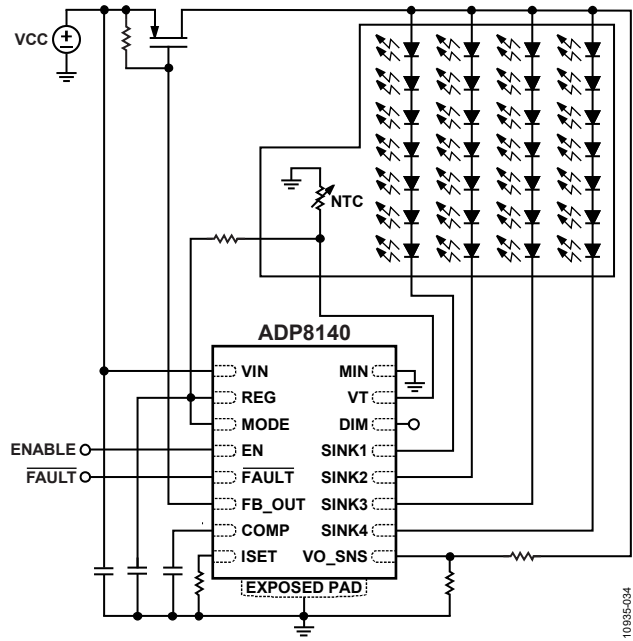 VCC
NTC
ADP8140
VIN
MIN
REG
VT
MODE
DIM
ENABLE
EN
SINK1
FAULT
FAULT
SINK2
FB_OUT
SINK3
COMP
SINK4
ISET
VO_SNS
EXPOSED PAD
10935-034